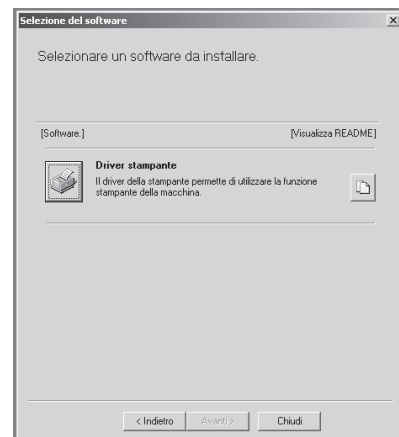 Selezione del software
Selezionare un software da installare.
[Software.] [Visualizza README]
Driver stampante
Il driver della stampante permette di utilizzare la funzione
stampante della macchina.
< Indietro Avanti > Chiudi